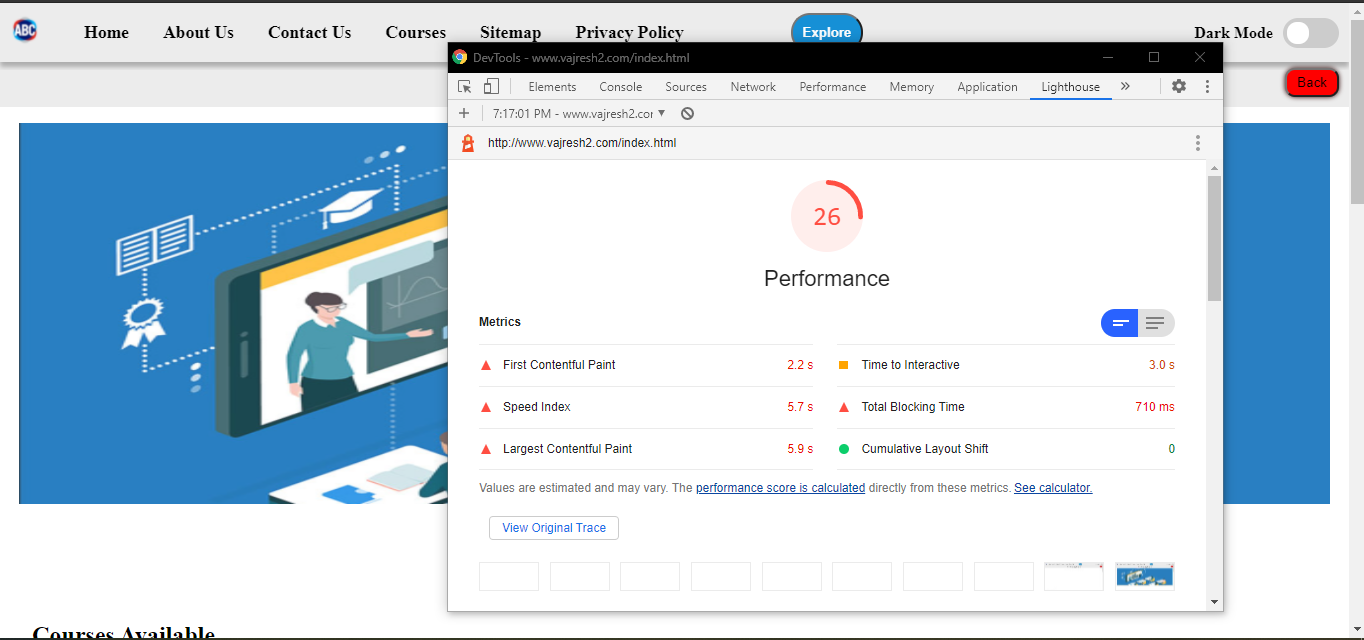 ABC
Home About Us Contact Us Courses Sitemap Privacy Policy Explore Dark Mode
Back
DevTools - www.vajresh2.com/index.html
Elements Console Sources Network Performance Memory Application Lighthouse
7:17:01 PM - www.vajresh2.cor
http://www.vajresh2.com/index.html
26
Performance
Metrics
First Contentful Paint 2.2 s
Time to Interactive 3.0 s
Speed Index 5.7 s
Total Blocking Time 710 ms
Largest Contentful Paint 5.9 s
Cumulative Layout Shift 0
Values are estimated and may vary. The performance score is calculated directly from these metrics. See calculator.
View Original Trace
Courses Available